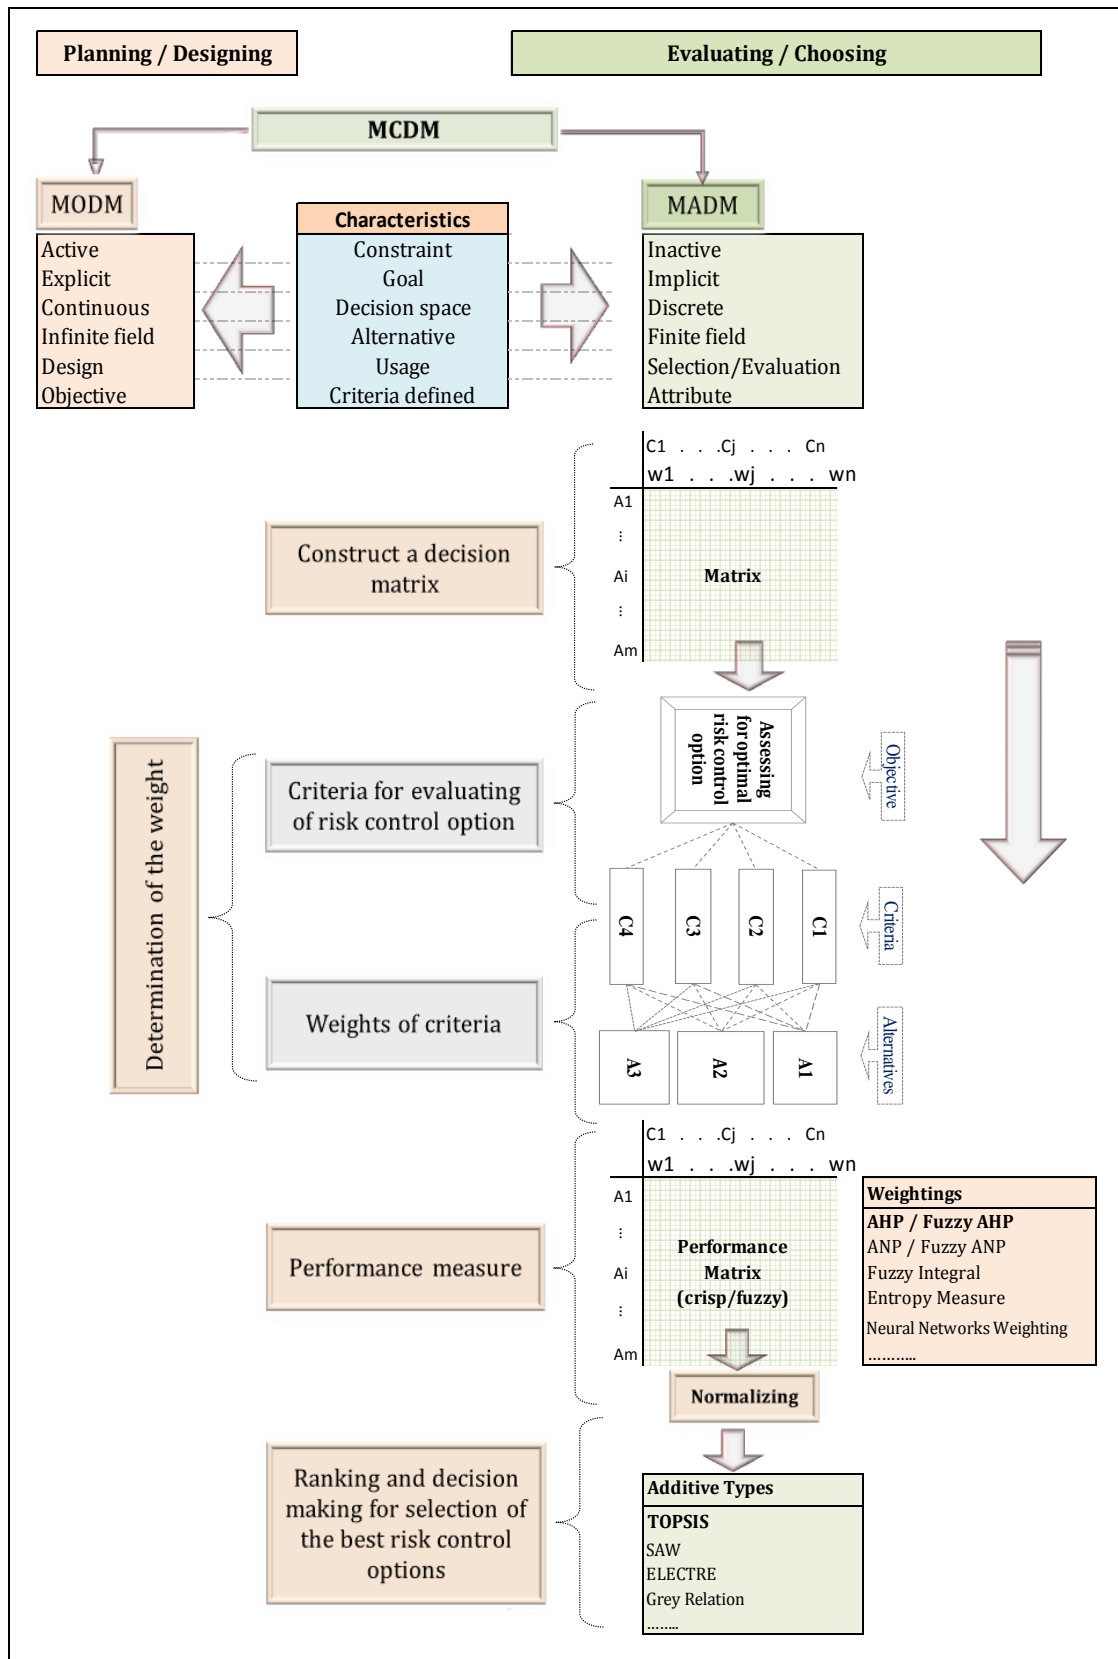 Planning / Designing
Evaluating / Choosing
MCDM
MODM
MADM
Characteristics
Active
Explicit
Continuous
Infinite field
Design
Objective
Constraint
Goal
Decision space
Alternative
Usage
Criteria defined
Inactive
Implicit
Discrete
Finite field
Selection/Evaluation
Attribute
C1 . . .Cj . . . Cn
w1 . . .wj . . . wn
A1
⋮
Ai
⋮
Am
Matrix
Construct a decision
matrix
Assessing
for optimal
risk control
option
Objective
Determination of the weight
Criteria for evaluating
of risk control option
C4
C3
C2
C1
Criteria
Weights of criteria
A3
A2
A1
Alternatives
C1 . . .Cj . . . Cn
w1 . . .wj . . . wn
A1
⋮
Ai
⋮
Am
Performance
Matrix
(crisp/fuzzy)
Performance measure
Weightings
AHP / Fuzzy AHP
ANP / Fuzzy ANP
Fuzzy Integral
Entropy Measure
Neural Networks Weighting
...........
Normalizing
Ranking and decision
making for selection of
the best risk control
options
Additive Types
TOPSIS
SAW
ELECTRE
Grey Relation
........